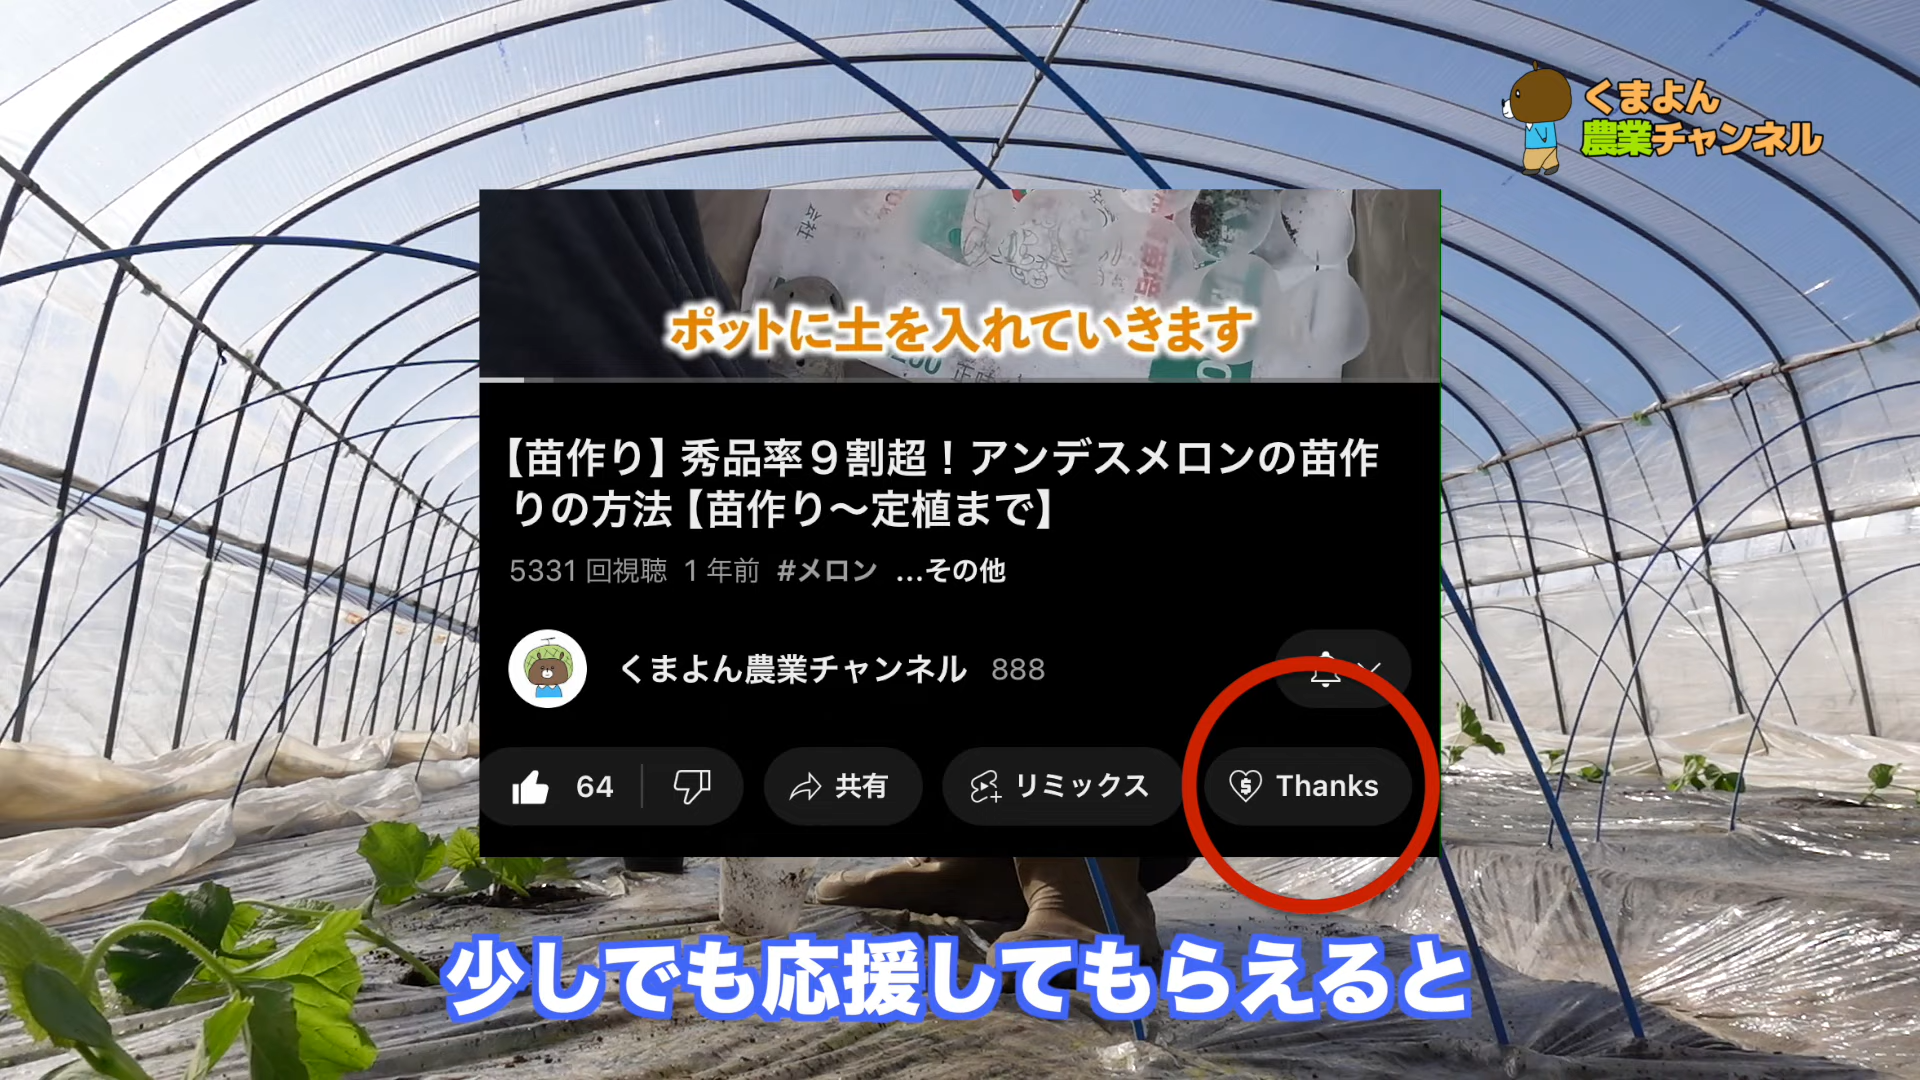 くまよん
農業チャンネル
ポットに土を入れていきます
【苗作り】秀品率９割超！アンデスメロンの苗作
りの方法【苗作り〜定植まで】
5331 回視聴 1 年前 #メロン ...その他
くまよん農業チャンネル 888
64 共有 リミックス Thanks
少しでも応援してもらえると